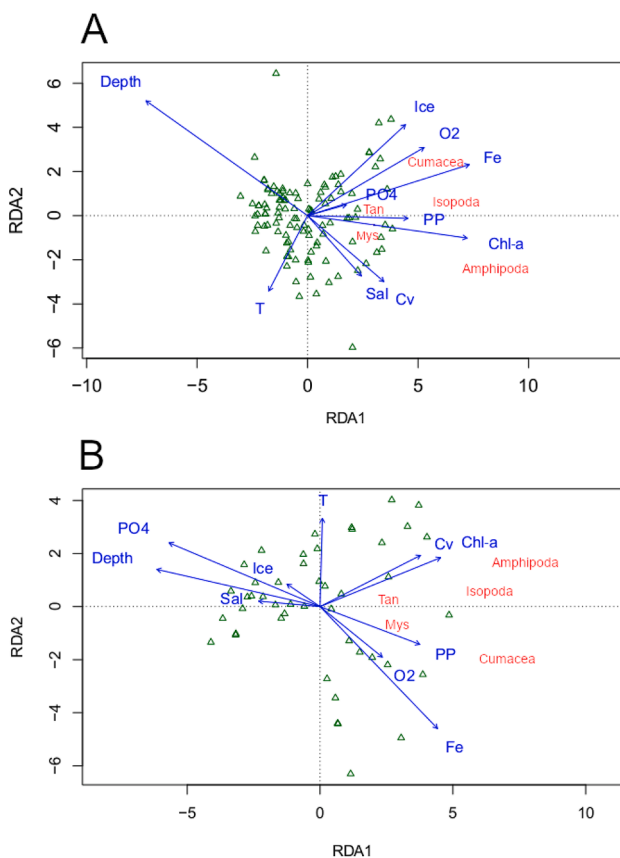 A
Depth
Ice
O2
Cumacea
Fe
PO4
Tan
Isopoda
PP
Mys
Chl-a
Amphipoda
T
Sal
Cv
6
4
2
0
−2
−4
−6
RDA2
−10
−5
0
5
10
RDA1
B
T
PO4
Depth
Ice
Sal
Cv
Chl-a
Amphipoda
Isopoda
Tan
Mys
PP
Cumacea
O2
Fe
4
2
0
−2
−4
−6
RDA2
−5
0
5
10
RDA1